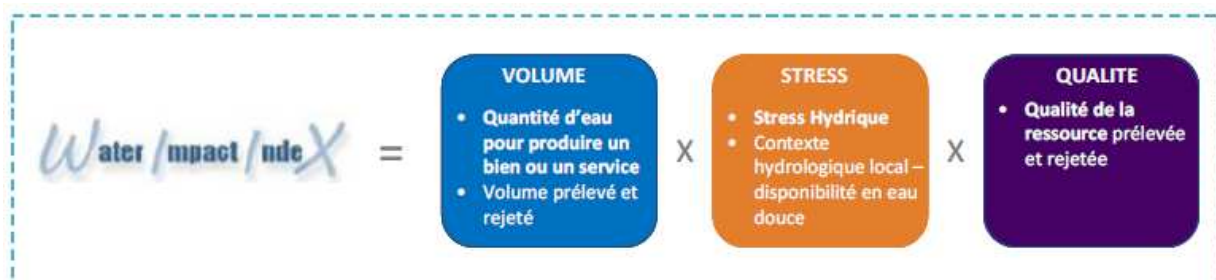 Water Impact IndeX
=
VOLUME
• Quantité d'eau
pour produire un
bien ou un service
• Volume prélevé et
rejeté
X
STRESS
• Stress Hydrique
• Contexte
hydrologique local –
disponibilité en eau
douce
X
QUALITE
• Qualité de la
ressource prélevée
et rejetée